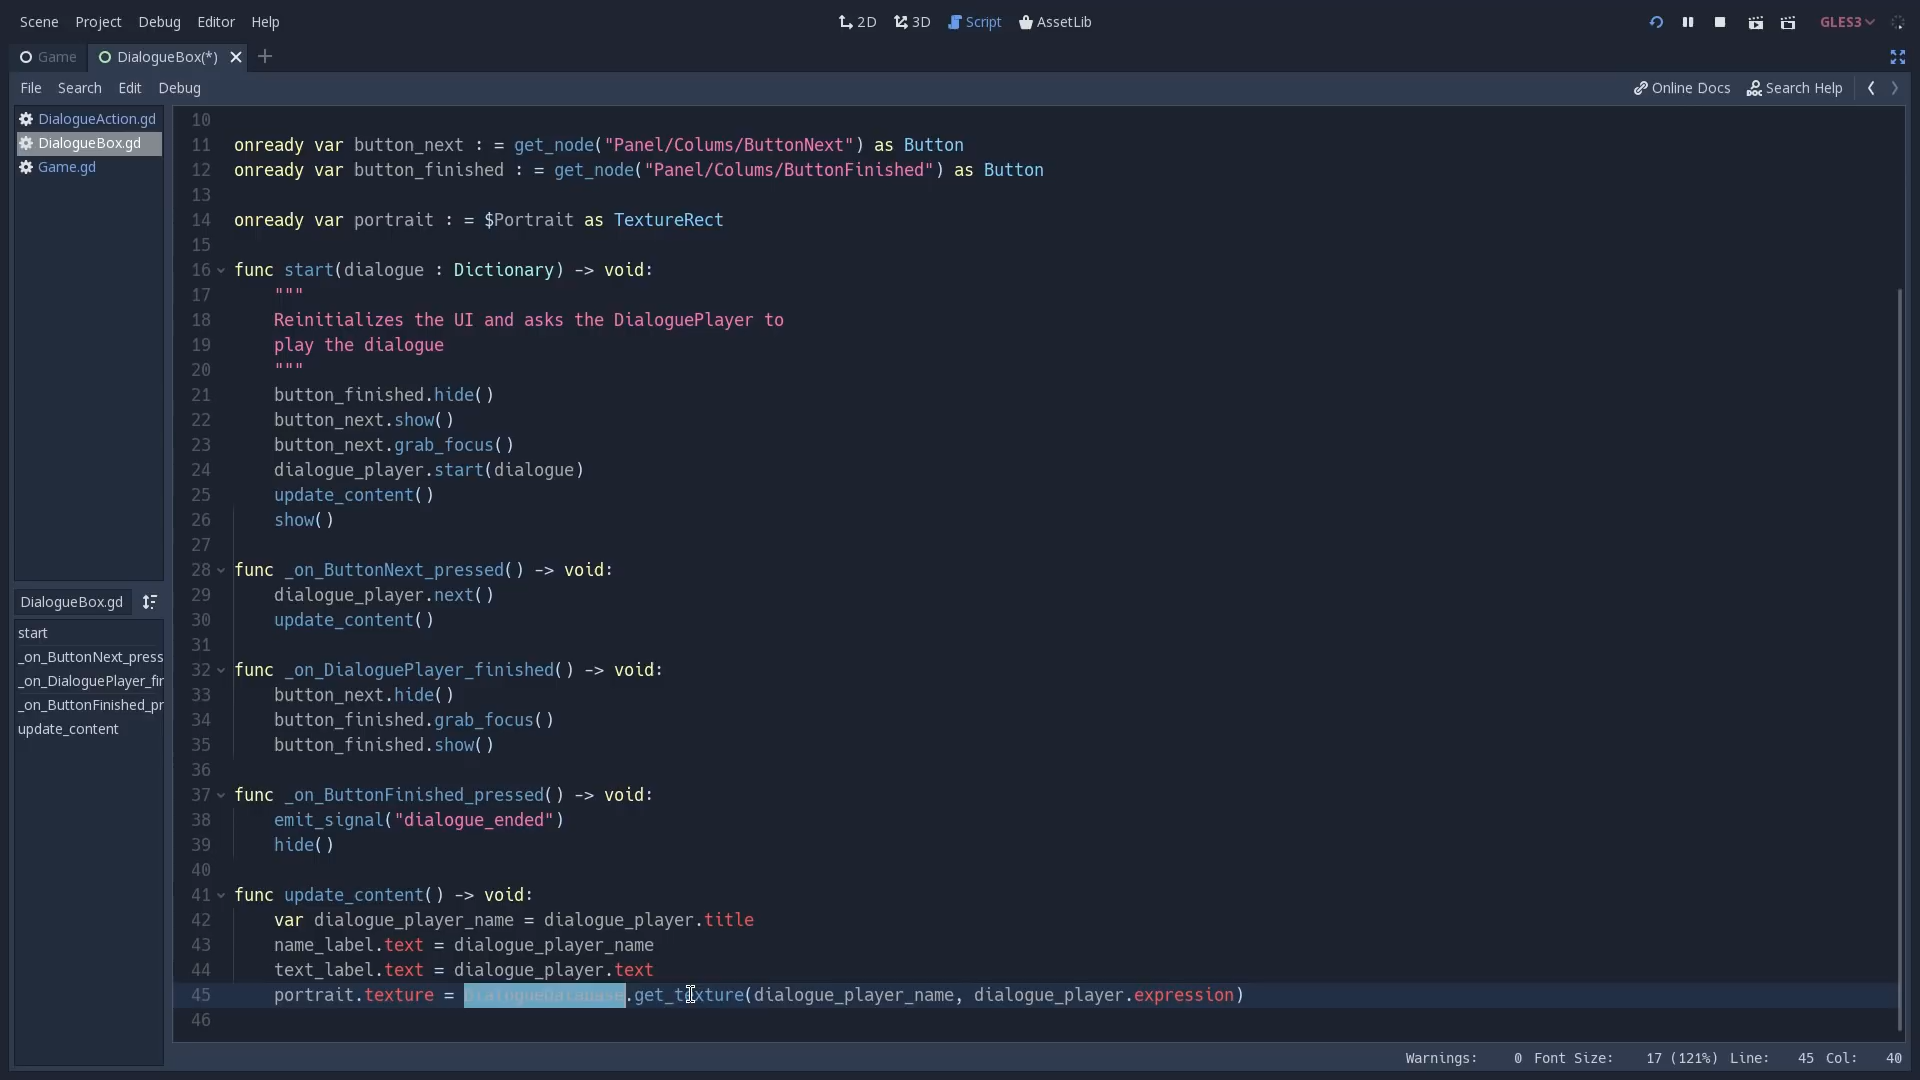 Scene Project Debug Editor Help 2D 3D Script AssetLib GLES3
Game DialogueBox(*)
File Search Edit Debug Online Docs Search Help
DialogueAction.gd
DialogueBox.gd
Game.gd
DialogueBox.gd
start
_on_ButtonNext_press
_on_DialoguePlayer_fir
_on_ButtonFinished_pr
update_content
10
11 onready var button_next : = get_node("Panel/Colums/ButtonNext") as Button
12 onready var button_finished : = get_node("Panel/Colums/ButtonFinished") as Button
13
14 onready var portrait : = $Portrait as TextureRect
15
16 func start(dialogue : Dictionary) -> void:
17 """
18 Reinitializes the UI and asks the DialoguePlayer to
19 play the dialogue
20 """
21 button_finished.hide()
22 button_next.show()
23 button_next.grab_focus()
24 dialogue_player.start(dialogue)
25 update_content()
26 show()
27
28 func _on_ButtonNext_pressed() -> void:
29 dialogue_player.next()
30 update_content()
31
32 func _on_DialoguePlayer_finished() -> void:
33 button_next.hide()
34 button_finished.grab_focus()
35 button_finished.show()
36
37 func _on_ButtonFinished_pressed() -> void:
38 emit_signal("dialogue_ended")
39 hide()
40
41 func update_content() -> void:
42 var dialogue_player_name = dialogue_player.title
43 name_label.text = dialogue_player_name
44 text_label.text = dialogue_player.text
45 portrait.texture = DialogueDatabase.get_texture(dialogue_player_name, dialogue_player.expression)
46
Warnings: 0 Font Size: 17 (121%) Line: 45 Col: 40